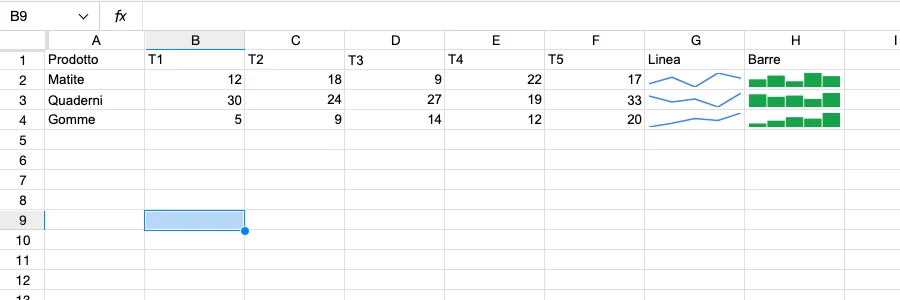 B9 fx
A B C D E F G H I
1 Prodotto T1 T2 T3 T4 T5 Linea Barre
2 Matite 12 18 9 22 17
3 Quaderni 30 24 27 19 33
4 Gomme 5 9 14 12 20
5
6
7
8
9
10
11
12
13